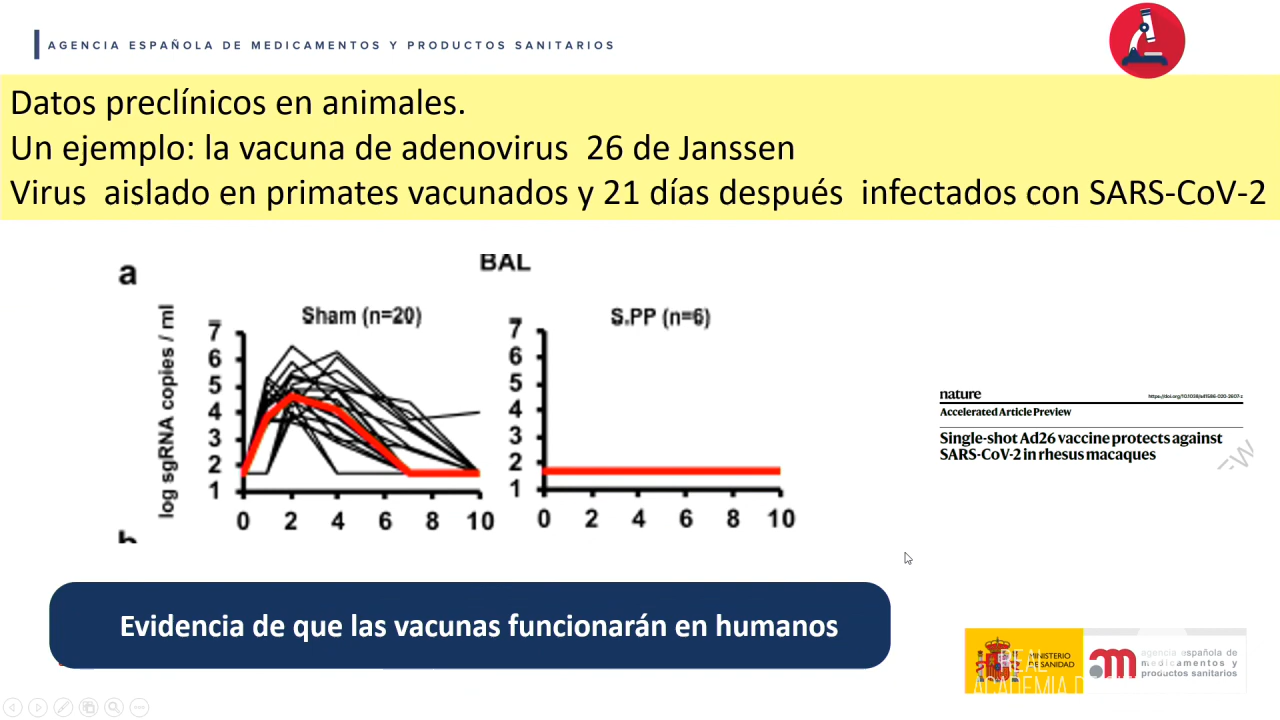 AGENCIA ESPAÑOLA DE MEDICAMENTOS Y PRODUCTOS SANITARIOS
Datos preclínicos en animales.
Un ejemplo: la vacuna de adenovirus 26 de Janssen
Virus aislado en primates vacunados y 21 días después infectados con SARS-CoV-2
a
BAL
log sgRNA copies / ml
Sham (n=20)
7
6
5
4
3
2
1
0 2 4 6 8 10
S.PP (n=6)
7
6
5
4
3
2
1
0 2 4 6 8 10
b
nature
Accelerated Article Preview
Single-shot Ad26 vaccine protects against
SARS-CoV-2 in rhesus macaques
EW
Evidencia de que las vacunas funcionarán en humanos
MINISTERIO
DE SANIDAD
agencia española de
medicamentos y
productos sanitarios
REAL
ACADEMIA D